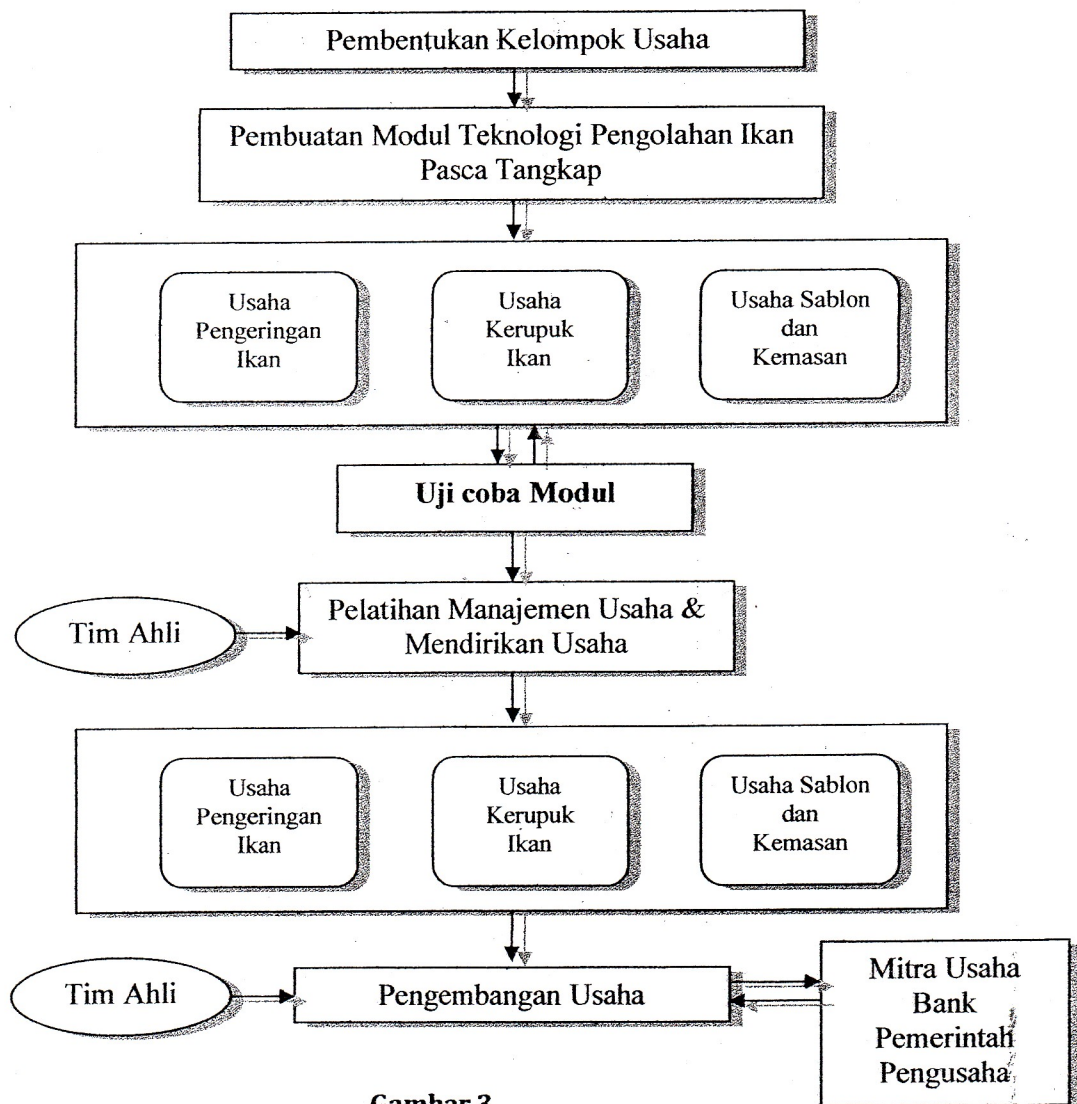 Pembentukan Kelompok Usaha
Pembuatan Modul Teknologi Pengolahan Ikan
Pasca Tangkap
Usaha
Pengeringan
Ikan
Usaha
Kerupuk
Ikan
Usaha Sablon
dan
Kemasan
Uji coba Modul
Tim Ahli
Pelatihan Manajemen Usaha &
Mendirikan Usaha
Usaha
Pengeringan
Ikan
Usaha
Kerupuk
Ikan
Usaha Sablon
dan
Kemasan
Tim Ahli
Pengembangan Usaha
Mitra Usaha
Bank
Pemerintah
Pengusaha
Gambar 3